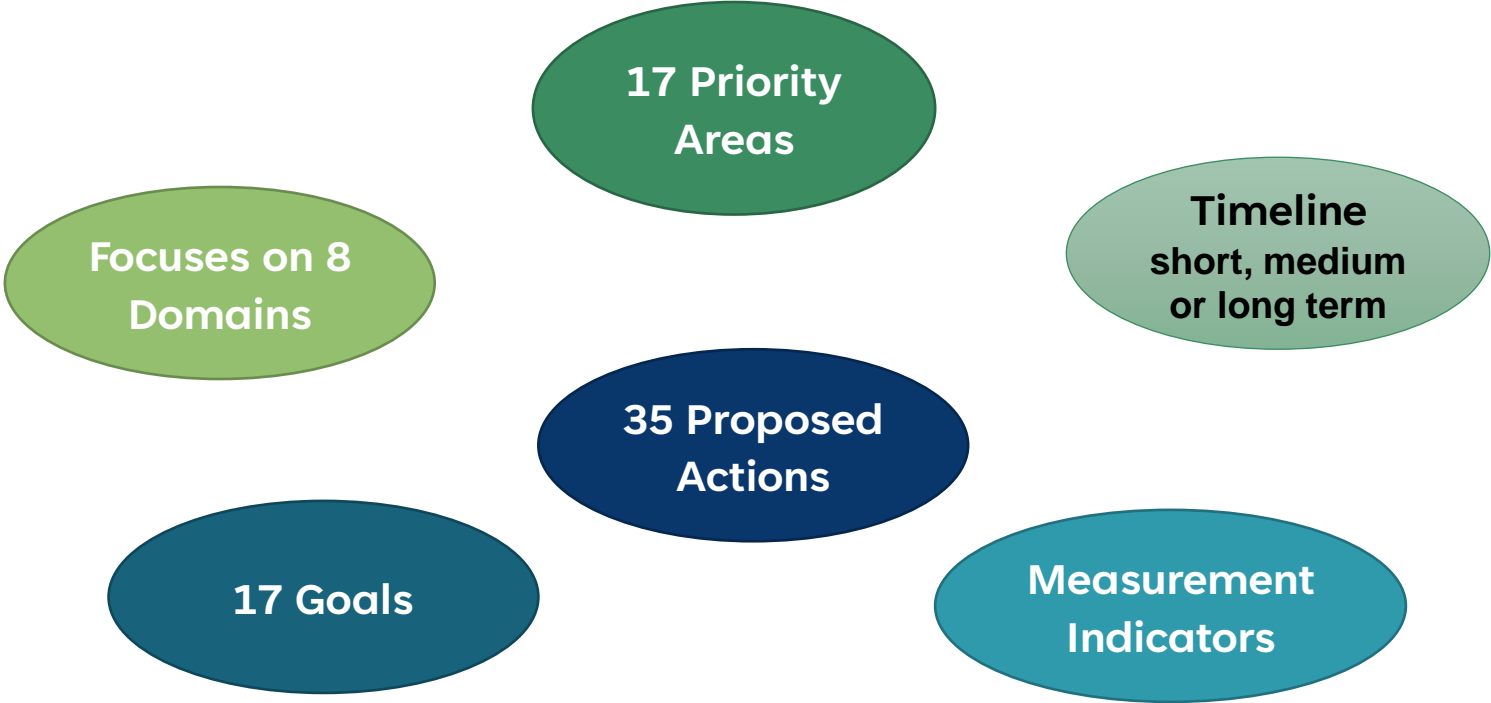 17 Priority
Areas
Focuses on 8
Domains
Timeline
short, medium
or long term
35 Proposed
Actions
17 Goals
Measurement
Indicators